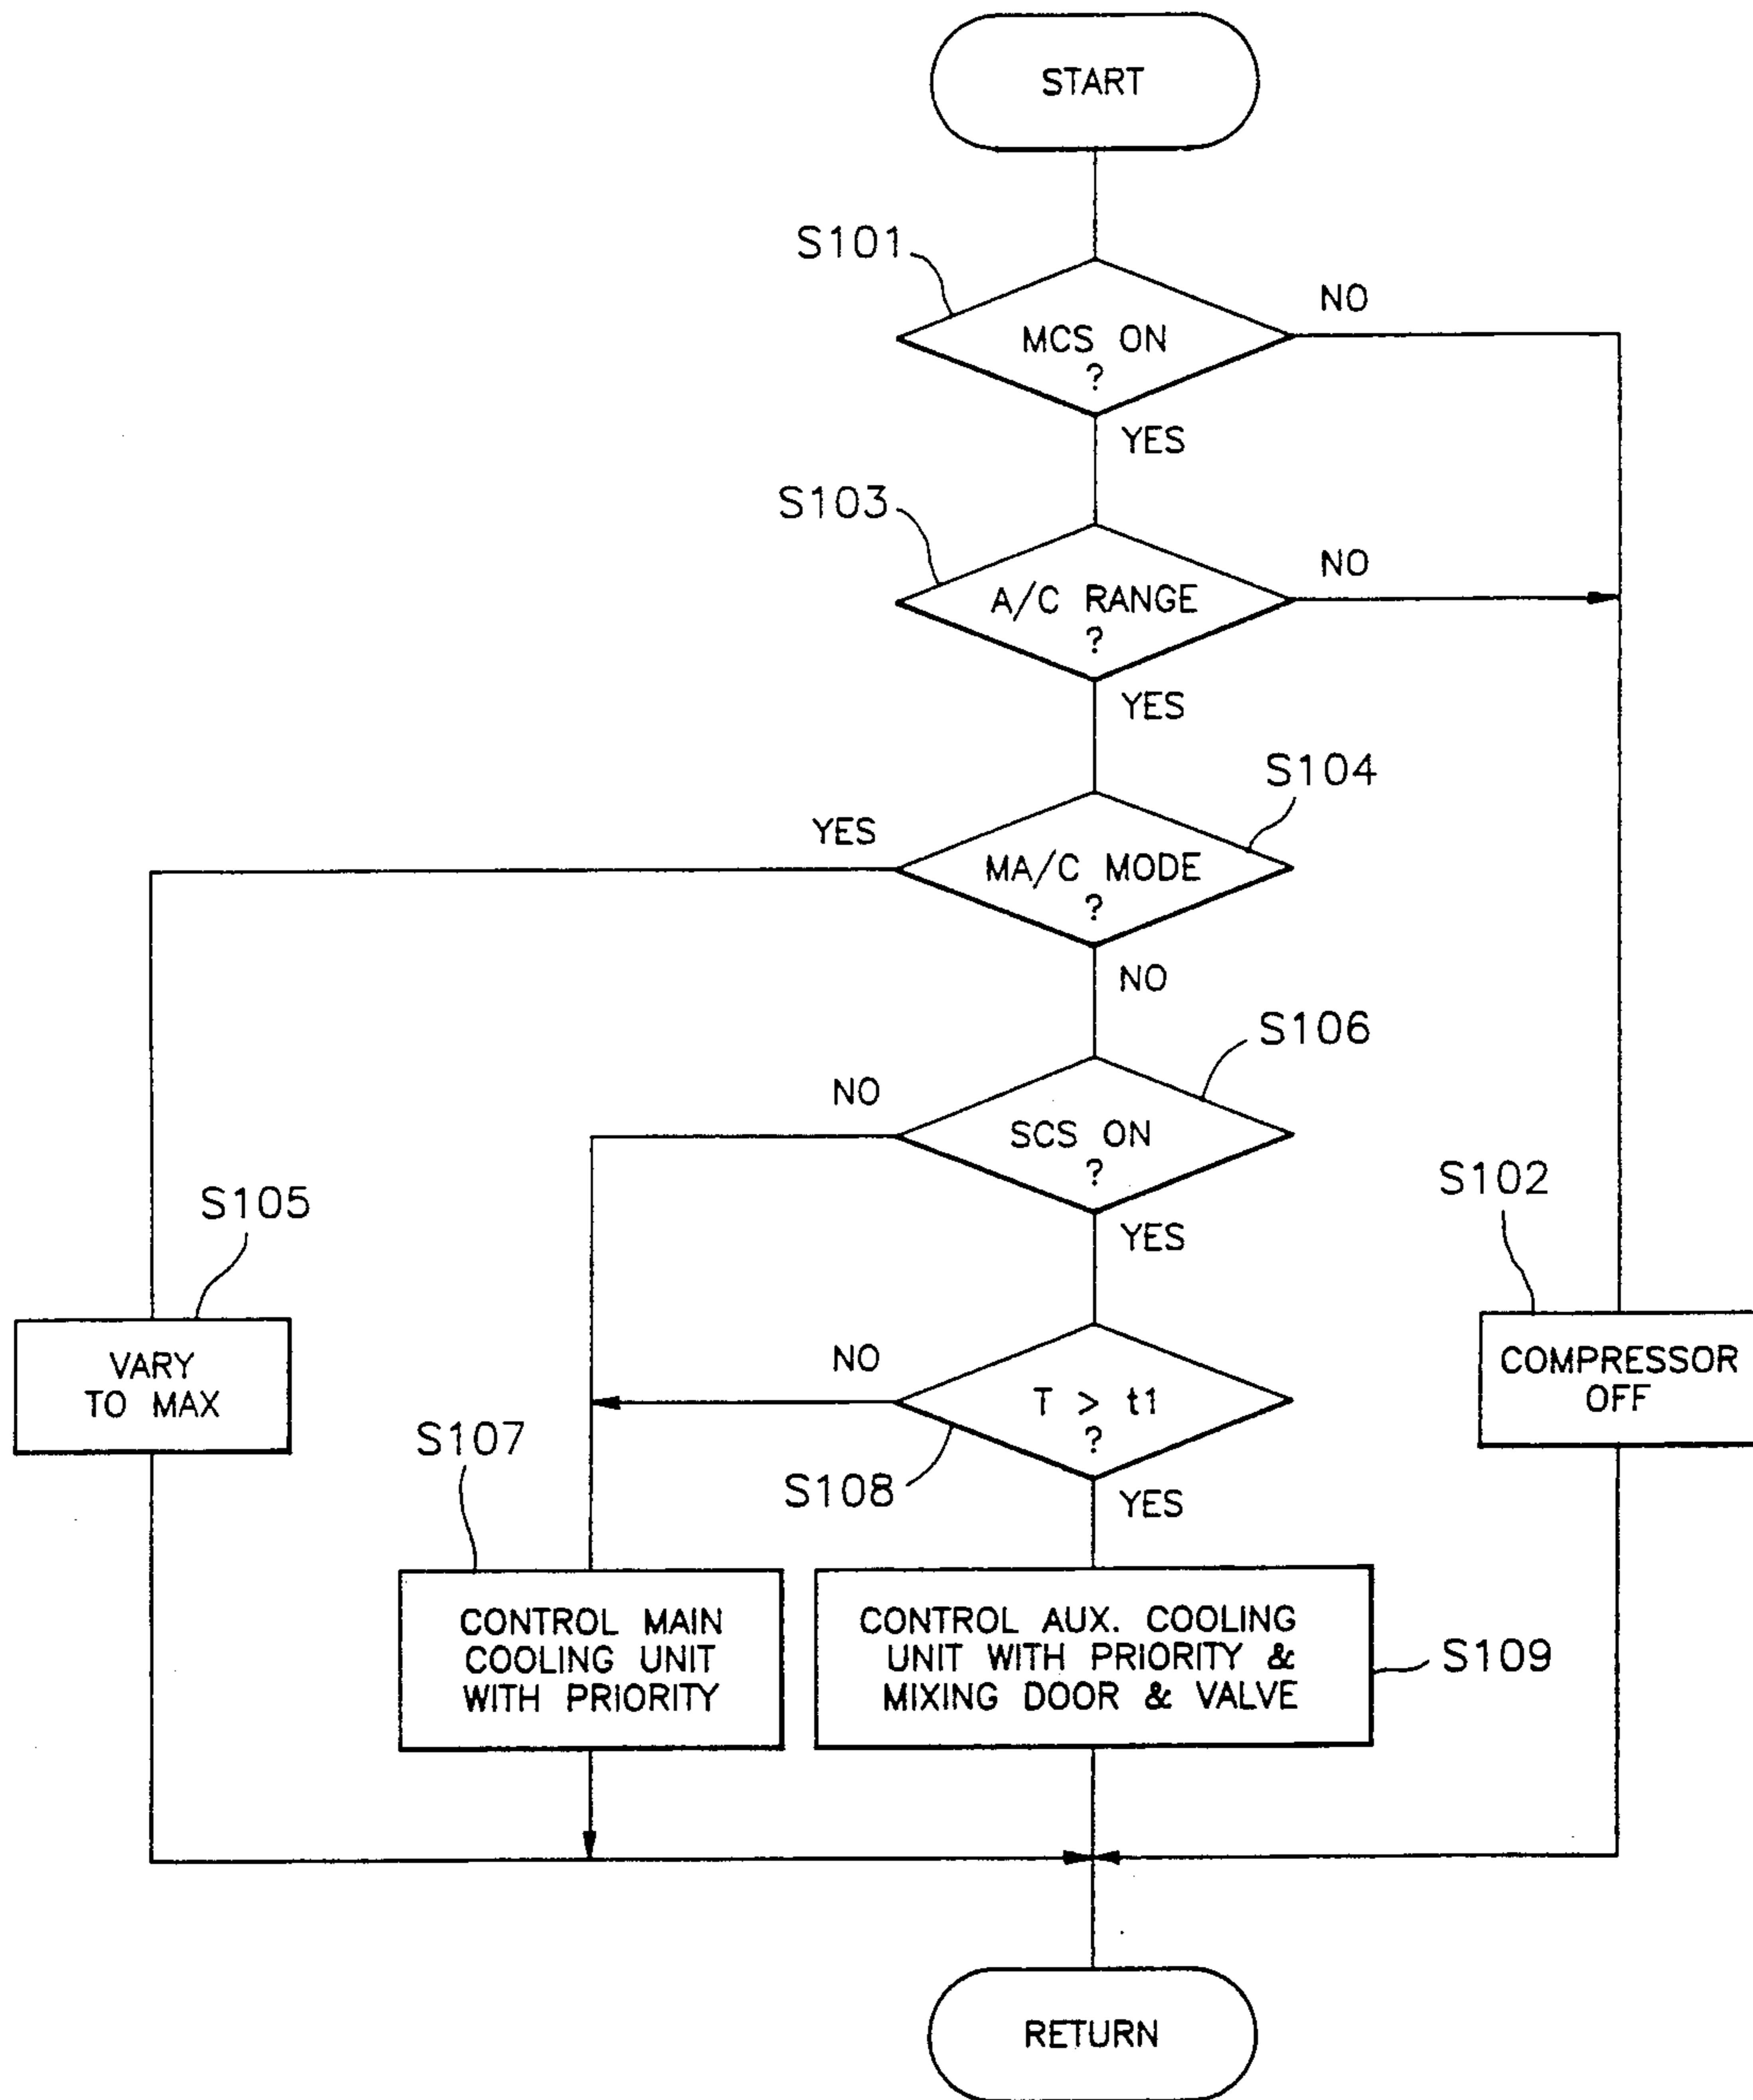 START
S101
NO
MCS ON
?
YES
S103
NO
A/C RANGE
?
YES
S104
YES
MA/C MODE
?
NO
S106
NO
SCS ON
?
YES
S105
S102
VARY
TO MAX
NO
T > t1
?
COMPRESSOR
OFF
S107
S108
YES
CONTROL MAIN
COOLING UNIT
WITH PRIORITY
CONTROL AUX. COOLING
UNIT WITH PRIORITY &
MIXING DOOR & VALVE
S109
RETURN